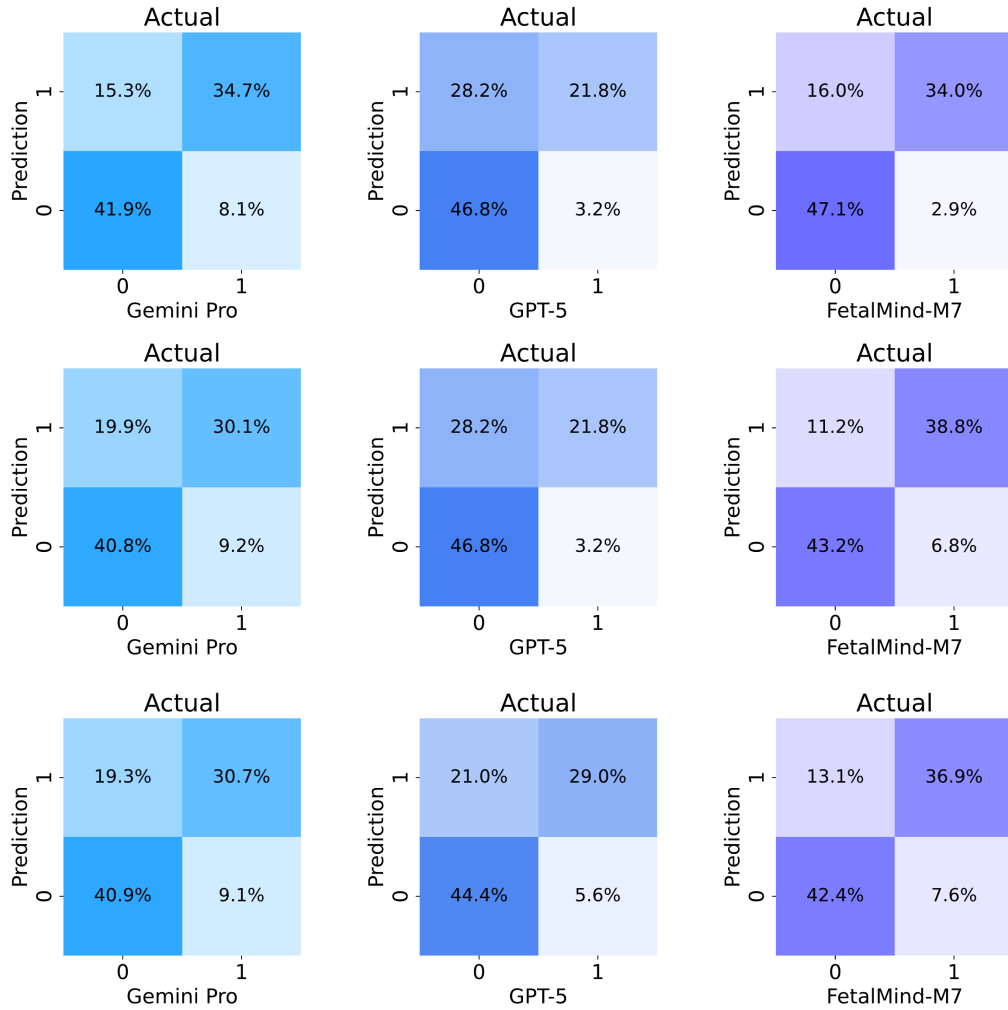 Actual Actual Actual
Prediction 1 15.3% 34.7% Prediction 1 28.2% 21.8% Prediction 1 16.0% 34.0%
0 41.9% 8.1% 0 46.8% 3.2% 0 47.1% 2.9%
0 1 0 1 0 1
Gemini Pro GPT-5 FetalMind-M7
Actual Actual Actual
Prediction 1 19.9% 30.1% Prediction 1 28.2% 21.8% Prediction 1 11.2% 38.8%
0 40.8% 9.2% 0 46.8% 3.2% 0 43.2% 6.8%
0 1 0 1 0 1
Gemini Pro GPT-5 FetalMind-M7
Actual Actual Actual
Prediction 1 19.3% 30.7% Prediction 1 21.0% 29.0% Prediction 1 13.1% 36.9%
0 40.9% 9.1% 0 44.4% 5.6% 0 42.4% 7.6%
0 1 0 1 0 1
Gemini Pro GPT-5 FetalMind-M7